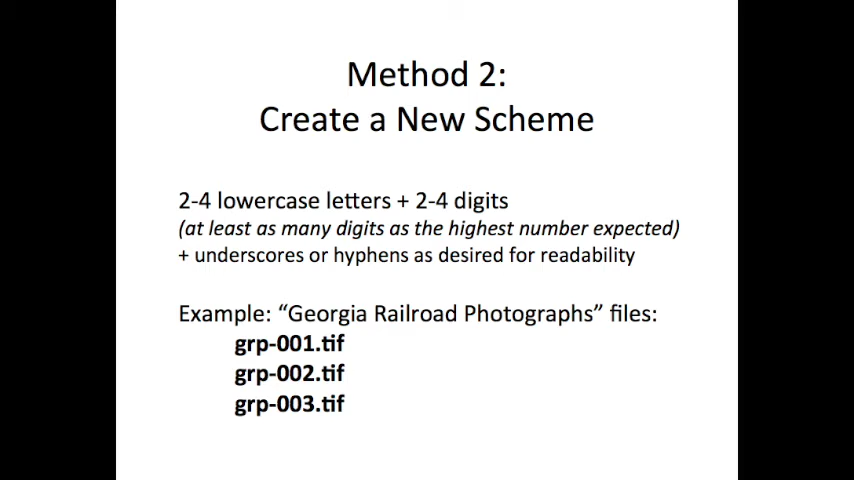 Method 2:
Create a New Scheme
2-4 lowercase letters + 2-4 digits
(at least as many digits as the highest number expected)
+ underscores or hyphens as desired for readability
Example: “Georgia Railroad Photographs” files:
grp-001.tif
grp-002.tif
grp-003.tif